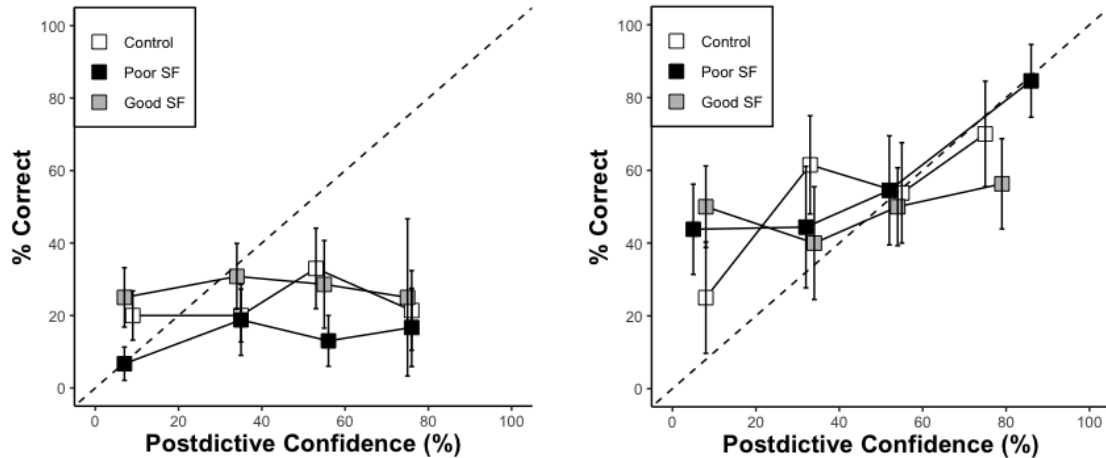 100
80
60
40
20
0
% Correct
Control
Poor SF
Good SF
0 20 40 60 80 100
Postdictive Confidence (%)
100
80
60
40
20
0
% Correct
Control
Poor SF
Good SF
0 20 40 60 80 100
Postdictive Confidence (%)